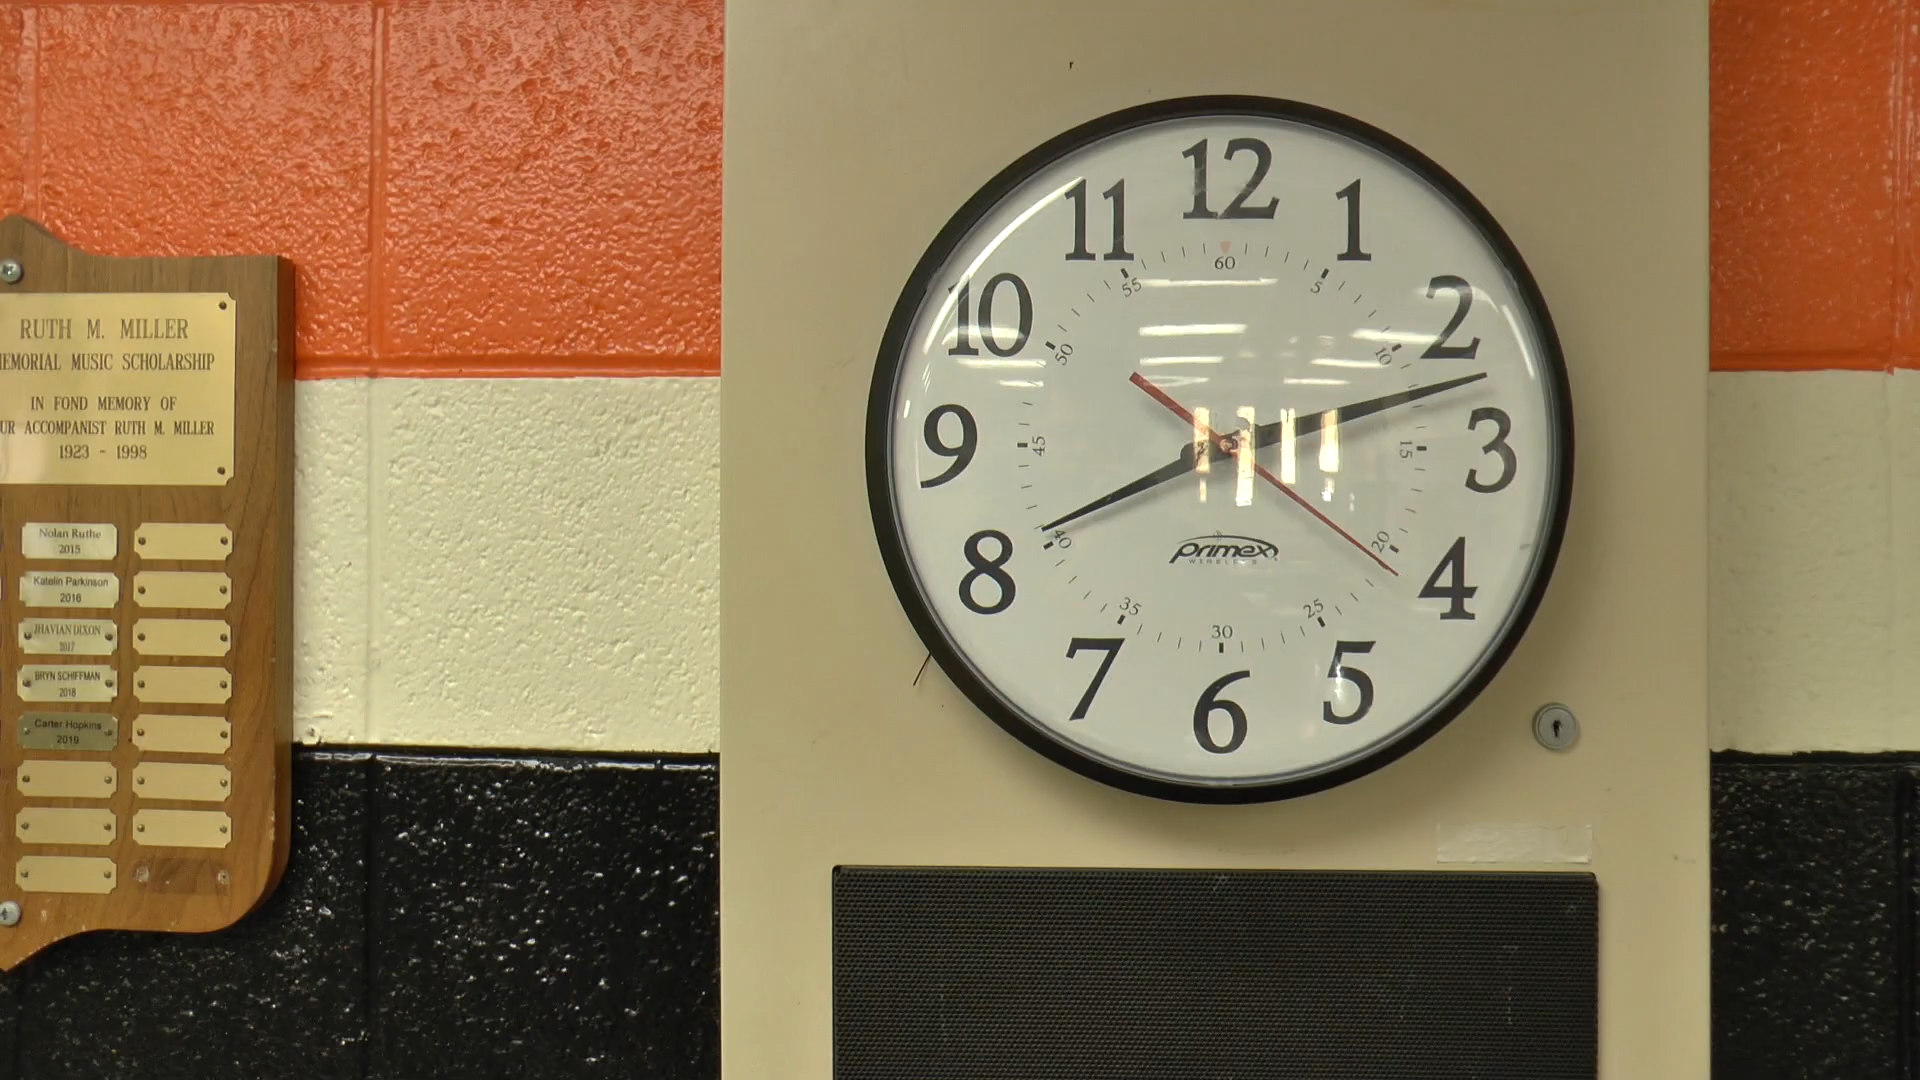 RUTH M. MILLER
MEMORIAL MUSIC SCHOLARSHIP
IN FOND MEMORY OF
UR ACCOMPANIST RUTH M. MILLER
1923 - 1998
Nolan Ruthe
2015
Katelin Parkinson
2016
JHAVIAN DIXON
2017
BRYN SCHIFFMAN
2018
Carter Hopkins
2019
12
1
2
3
4
5
6
7
8
9
10
11
60
5
10
15
20
25
30
35
40
45
50
55
primex
WIRELESS